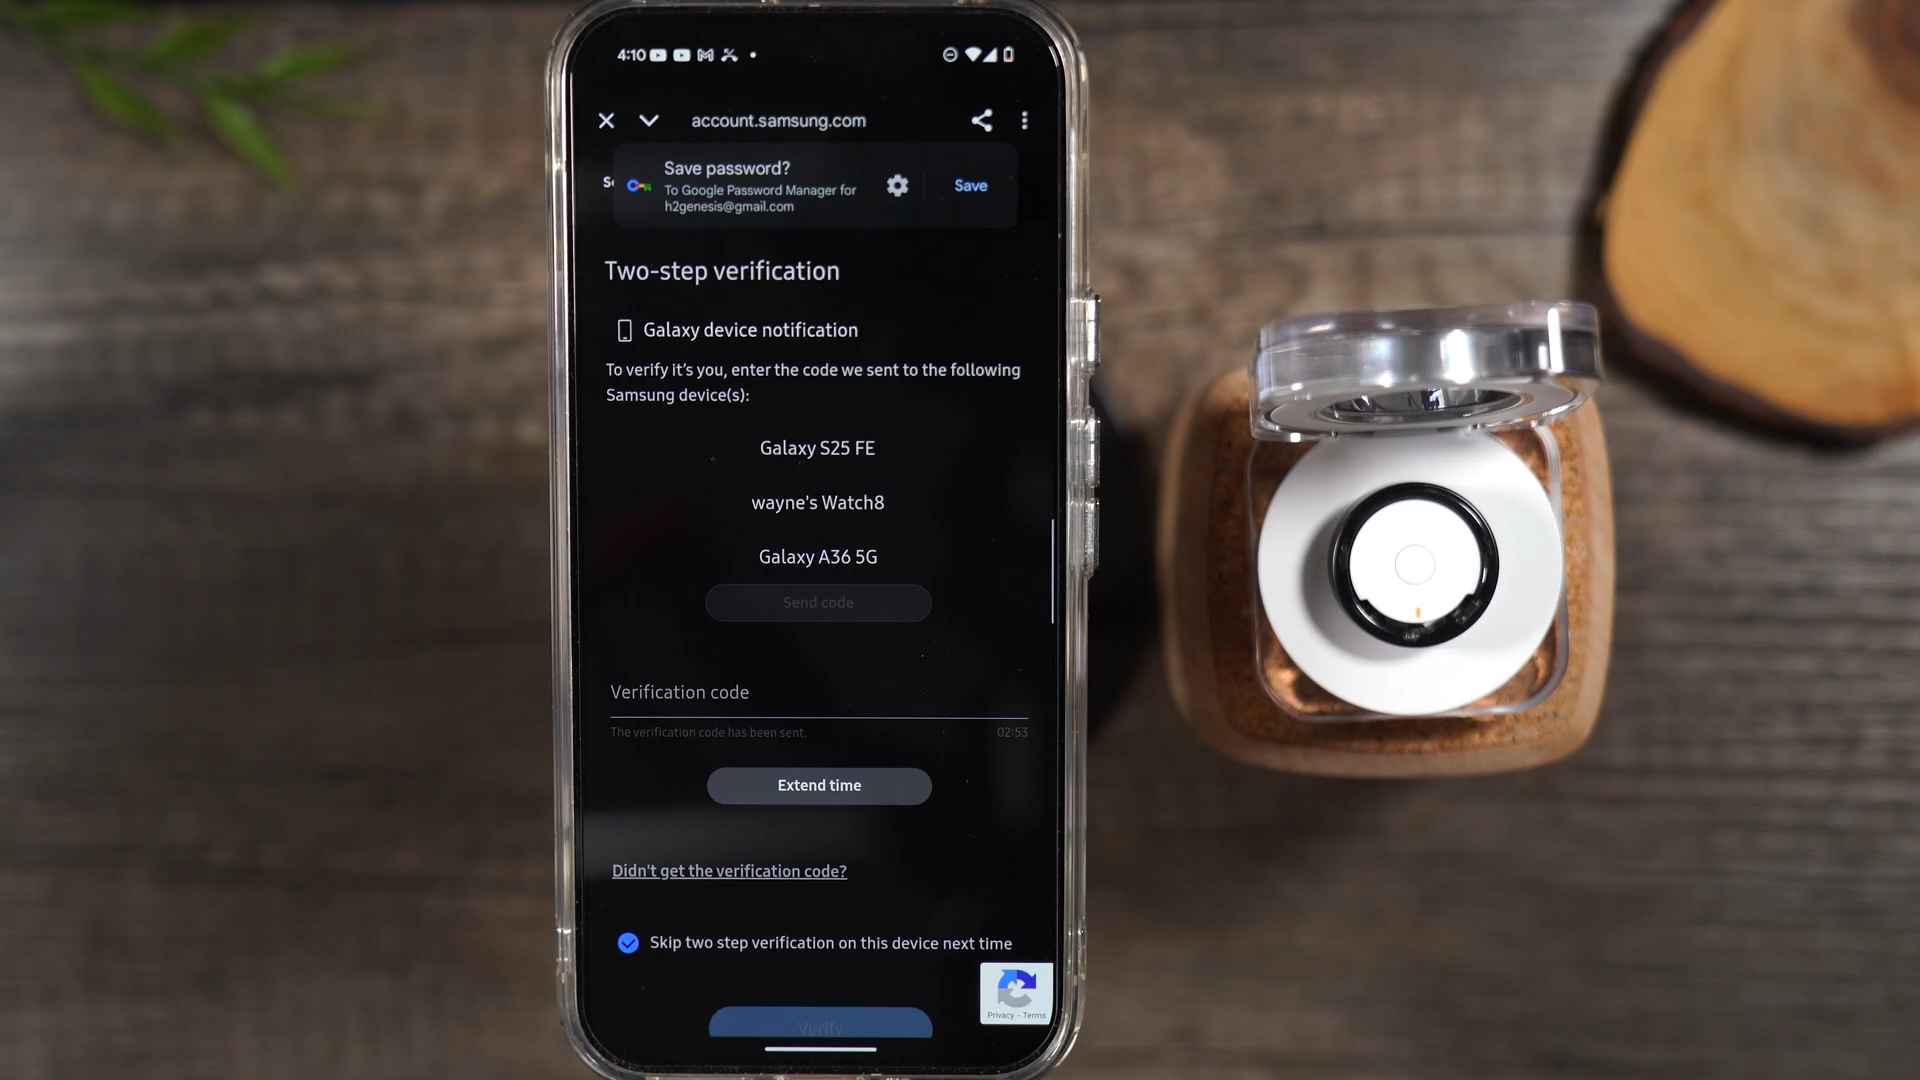 4:10
account.samsung.com
Save password?
To Google Password Manager for
h2genesis@gmail.com
Save
Two-step verification
Galaxy device notification
To verify it's you, enter the code we sent to the following
Samsung device(s):
Galaxy S25 FE
wayne's Watch8
Galaxy A36 5G
Send code
Verification code
The verification code has been sent.
02:53
Extend time
Didn't get the verification code?
Skip two step verification on this device next time
Privacy - Terms
Verify